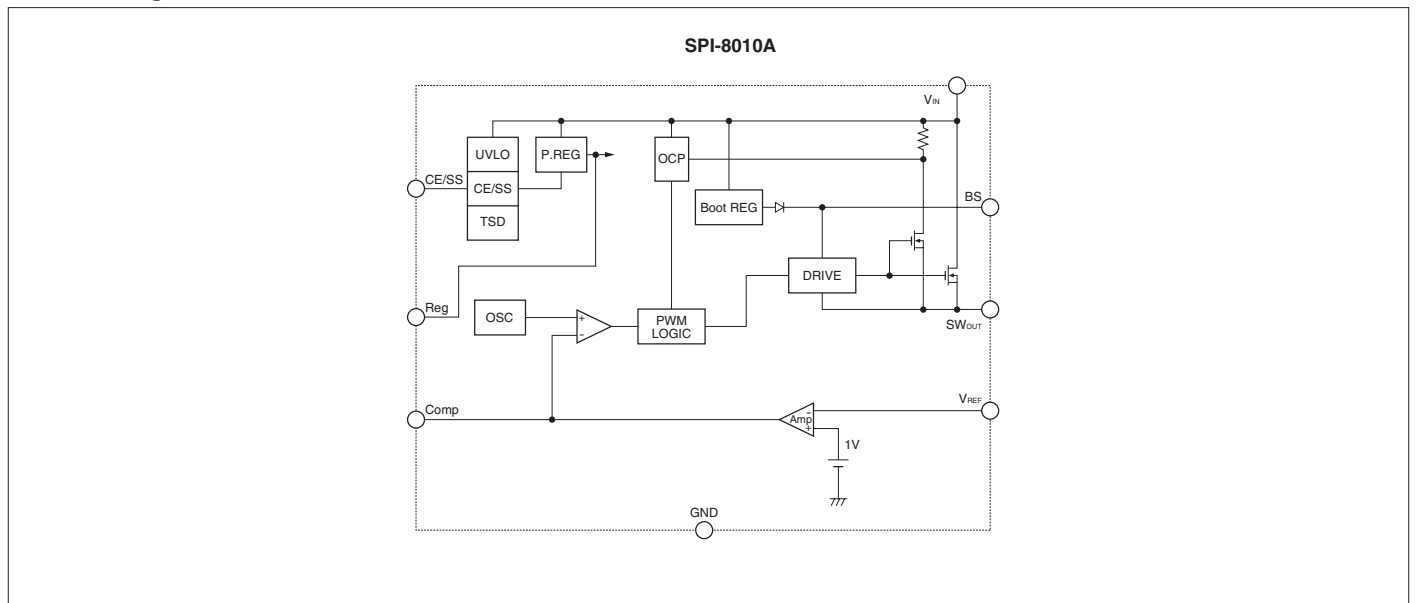 SPI-8010A
VIN
UVLO
P.REG
OCP
CE/SS
CE/SS
BS
TSD
Boot REG
DRIVE
Reg
OSC
+
−
PWM
LOGIC
SWOUT
Comp
VREF
−
Amp
+
1V
GND